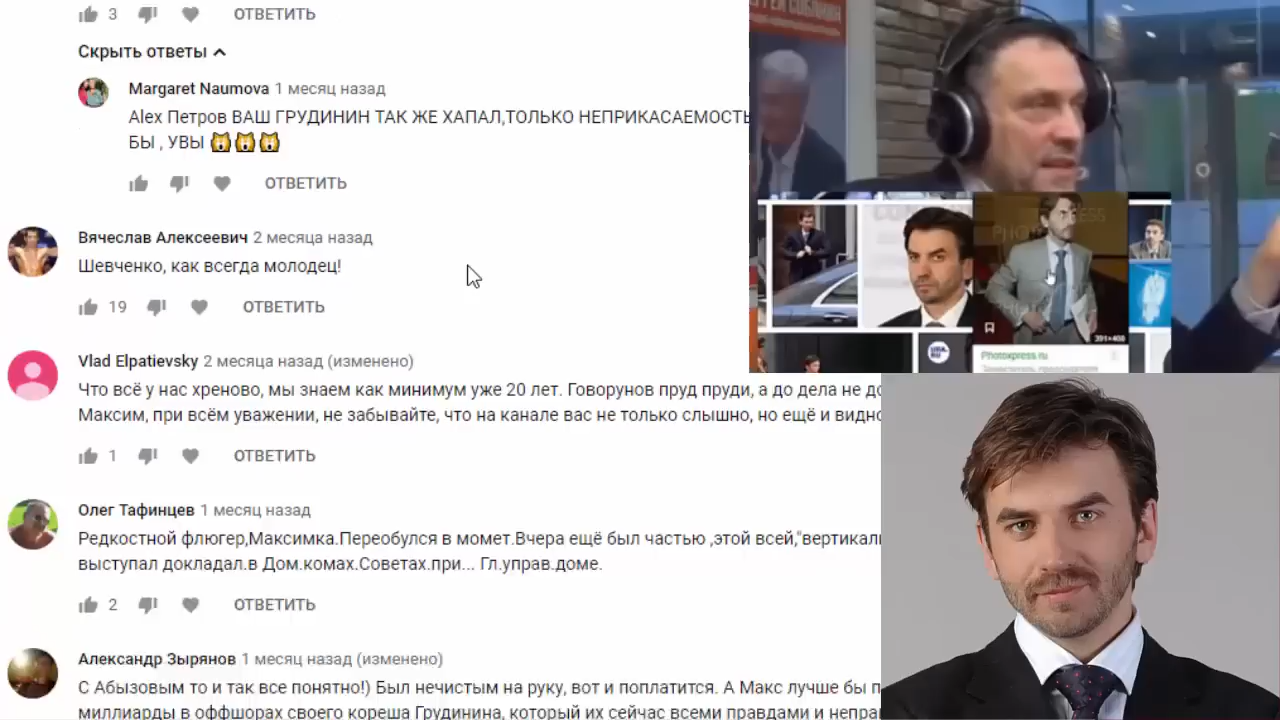 3 ОТВЕТИТЬ
Скрыть ответы
Margaret Naumova 1 месяц назад
Alex Петров ВАШ ГРУДИНИН ТАК ЖЕ ХАПАЛ,ТОЛЬКО НЕПРИКАСАЕМОСТЬ
БЫ , УВЫ 🙀🙀🙀
ОТВЕТИТЬ
Вячеслав Алексеевич 2 месяца назад
Шевченко, как всегда молодец!
19 ОТВЕТИТЬ
Vlad Elpatievsky 2 месяца назад (изменено)
Что всё у нас хреново, мы знаем как минимум уже 20 лет. Говорунов пруд пруди, а до дела не до
Максим, при всём уважении, не забывайте, что на канале вас не только слышно, но ещё и видно
1 ОТВЕТИТЬ
Олег Тафинцев 1 месяц назад
Редкостной флюгер,Максимка.Переобулся в момет.Вчера ещё был частью ,этой всей,"вертикали
выступал докладал.в Дом.комах.Советах.при... Гл.управ.доме.
2 ОТВЕТИТЬ
Александр Зырянов 1 месяц назад (изменено)
С Абызовым то и так все понятно!) Был нечистым на руку, вот и поплатится. А Макс лучше бы п
миллиарды в оффшорах своего кореша Грудинина, который их сейчас всеми правдами и неправ
391×408
Photoxpress.ru